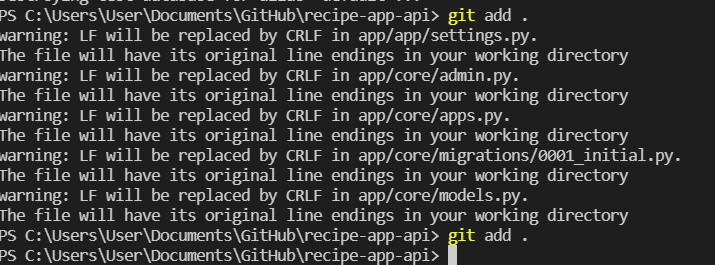 PS C:\Users\User\Documents\GitHub\recipe-app-api> git add .
warning: LF will be replaced by CRLF in app/app/settings.py.
The file will have its original line endings in your working directory
warning: LF will be replaced by CRLF in app/core/admin.py.
The file will have its original line endings in your working directory
warning: LF will be replaced by CRLF in app/core/apps.py.
The file will have its original line endings in your working directory
warning: LF will be replaced by CRLF in app/core/migrations/0001_initial.py.
The file will have its original line endings in your working directory
warning: LF will be replaced by CRLF in app/core/models.py.
The file will have its original line endings in your working directory
PS C:\Users\User\Documents\GitHub\recipe-app-api> git add .
PS C:\Users\User\Documents\GitHub\recipe-app-api>